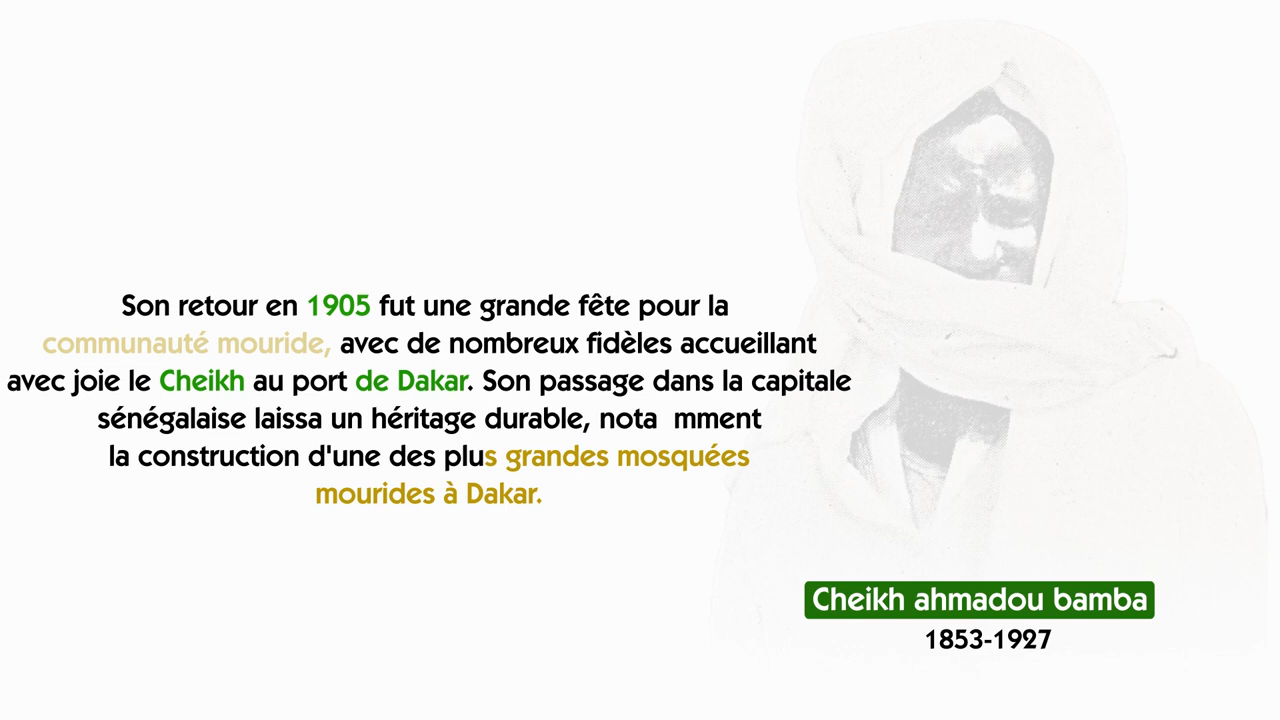 Son retour en 1905 fut une grande fête pour la
communauté mouride, avec de nombreux fidèles accueillant
avec joie le Cheikh au port de Dakar. Son passage dans la capitale
sénégalaise laissa un héritage durable, nota  mment
la construction d'une des plus grandes mosquées
mourides à Dakar.
Cheikh ahmadou bamba
1853-1927